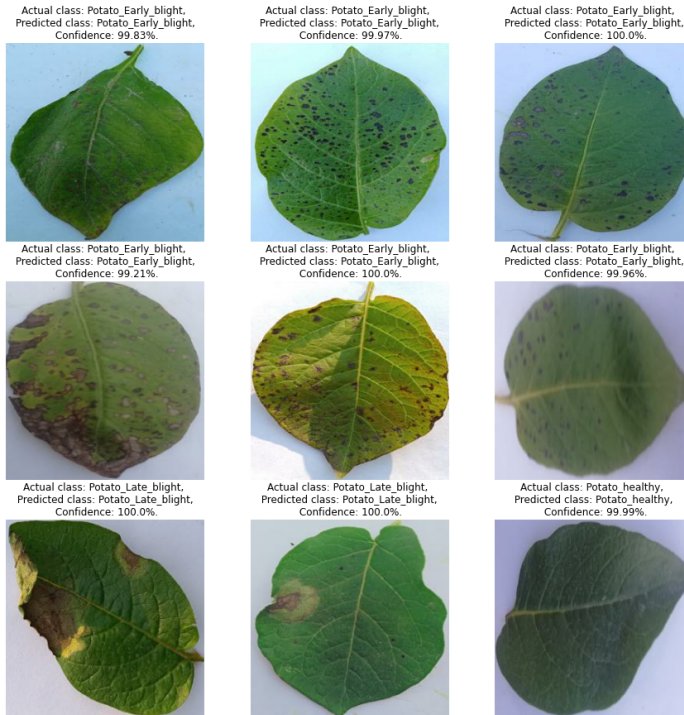 Actual class: Potato_Early_blight,
Predicted class: Potato_Early_blight,
Confidence: 99.83%.
Actual class: Potato_Early_blight,
Predicted class: Potato_Early_blight,
Confidence: 99.97%.
Actual class: Potato_Early_blight,
Predicted class: Potato_Early_blight,
Confidence: 100.0%.
Actual class: Potato_Early_blight,
Predicted class: Potato_Early_blight,
Confidence: 99.21%.
Actual class: Potato_Early_blight,
Predicted class: Potato_Early_blight,
Confidence: 100.0%.
Actual class: Potato_Early_blight,
Predicted class: Potato_Early_blight,
Confidence: 99.96%.
Actual class: Potato_Late_blight,
Predicted class: Potato_Late_blight,
Confidence: 100.0%.
Actual class: Potato_Late_blight,
Predicted class: Potato_Late_blight,
Confidence: 100.0%.
Actual class: Potato_healthy,
Predicted class: Potato_healthy,
Confidence: 99.99%.